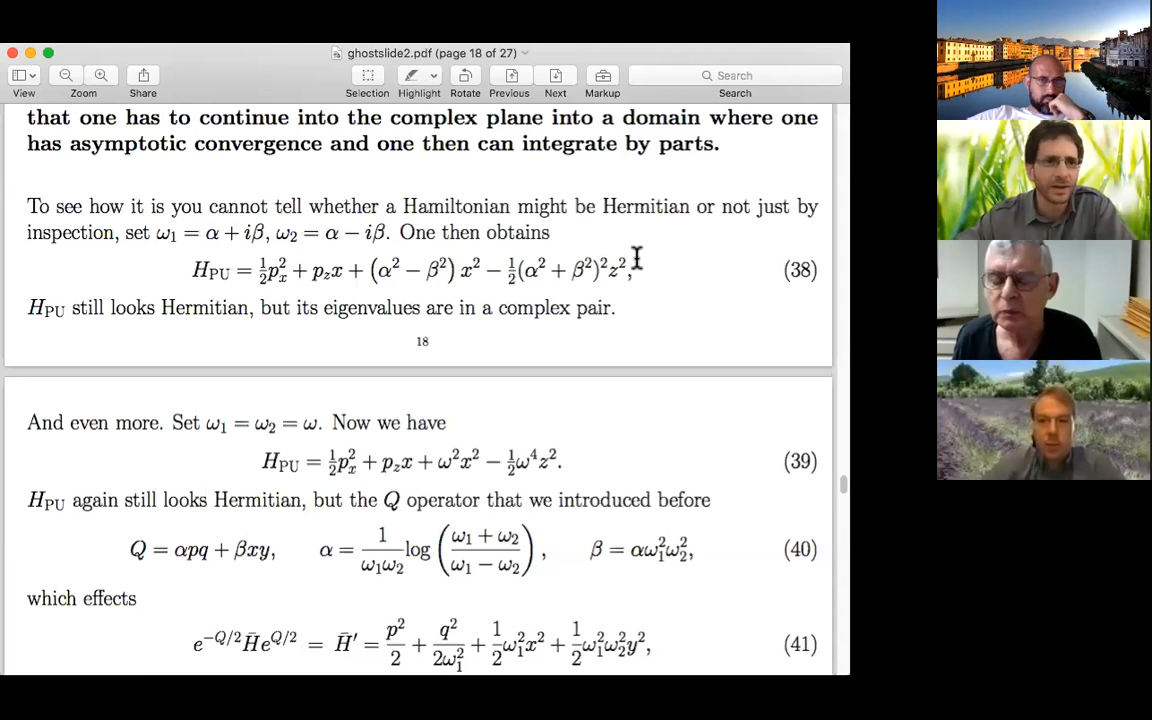 ghostslide2.pdf (page 18 of 27)
View
Zoom
Share
Selection
Highlight
Rotate
Previous
Next
Markup
Search
Search
that one has to continue into the complex plane into a domain where one
has asymptotic convergence and one then can integrate by parts.
To see how it is you cannot tell whether a Hamiltonian might be Hermitian or not just by
inspection, set ω₁ = α + iβ, ω₂ = α − iβ. One then obtains
H_PU = ½p_x² + p_z x + (α² − β²) x² − ½(α² + β²)²z², (38)
H_PU still looks Hermitian, but its eigenvalues are in a complex pair.
18
And even more. Set ω₁ = ω₂ = ω. Now we have
H_PU = ½p_x² + p_z x + ω²x² − ½ω⁴z². (39)
H_PU again still looks Hermitian, but the Q operator that we introduced before
Q = αpq + βxy, α = 1/(ω₁ω₂) log((ω₁ + ω₂)/(ω₁ − ω₂)), β = αω₁²ω₂², (40)
which effects
e^{−Q/2}H̄e^{Q/2} = H̄′ = p²/2 + q²/(2ω₁²) + 1/2 ω₁²x² + 1/2 ω₁²ω₂²y², (41)